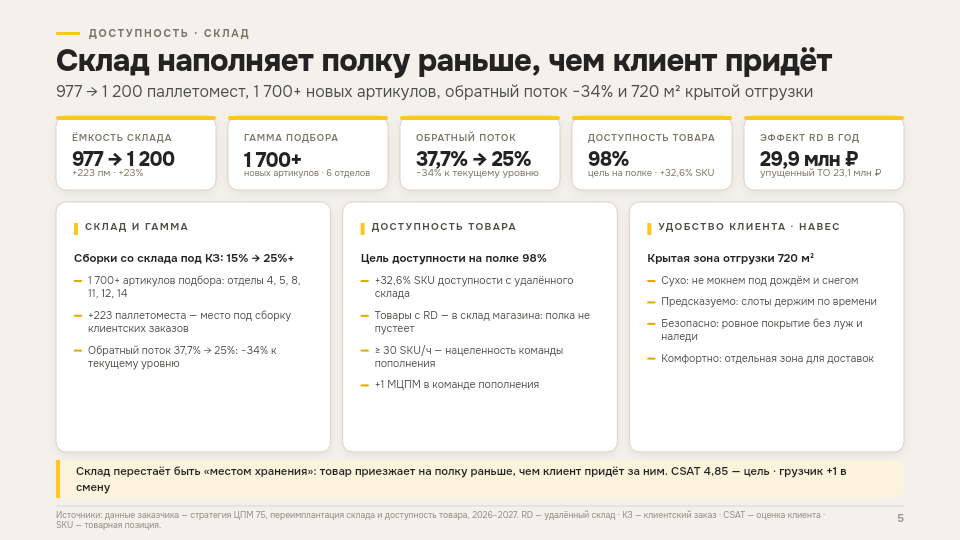 ДОСТУПНОСТЬ · СКЛАД
Склад наполняет полку раньше, чем клиент придёт
977 → 1 200 паллетомест, 1 700+ новых артикулов, обратный поток −34% и 720 м² крытой отгрузки
ЁМКОСТЬ СКЛАДА
977 → 1 200
+223 пм · +23%
ГАММА ПОДБОРА
1 700+
новых артикулов · 6 отделов
ОБРАТНЫЙ ПОТОК
37,7% → 25%
−34% к текущему уровню
ДОСТУПНОСТЬ ТОВАРА
98%
цель на полке · +32,6% SKU
ЭФФЕКТ RD В ГОД
29,9 млн ₽
упущенный ТО 23,1 млн ₽
СКЛАД И ГАММА
Сборки со склада под КЗ: 15% → 25%+
1 700+ артикулов подбора: отделы 4, 5, 8,
11, 12, 14
+223 паллетоместа — место под сборку
клиентских заказов
Обратный поток 37,7% → 25%: −34% к
текущему уровню
ДОСТУПНОСТЬ ТОВАРА
Цель доступности на полке 98%
+32,6% SKU доступности с удалённого
склада
Товары с RD — в склад магазина: полка не
пустеет
≥ 30 SKU/ч — нацеленность команды
пополнения
+1 МЦПМ в команде пополнения
УДОБСТВО КЛИЕНТА · НАВЕС
Крытая зона отгрузки 720 м²
Сухо: не мокнем под дождём и снегом
Предсказуемо: слоты держим по времени
Безопасно: ровное покрытие без луж и
наледи
Комфортно: отдельная зона для доставок
Склад перестаёт быть «местом хранения»: товар приезжает на полку раньше, чем клиент придёт за ним. CSAT 4,85 — цель · грузчик +1 в
смену
Источники: данные заказчика — стратегия ЦПМ 75, переимплантация склада и доступность товара, 2026–2027. RD — удалённый склад · КЗ — клиентский заказ · CSAT — оценка клиента ·
SKU — товарная позиция.
5